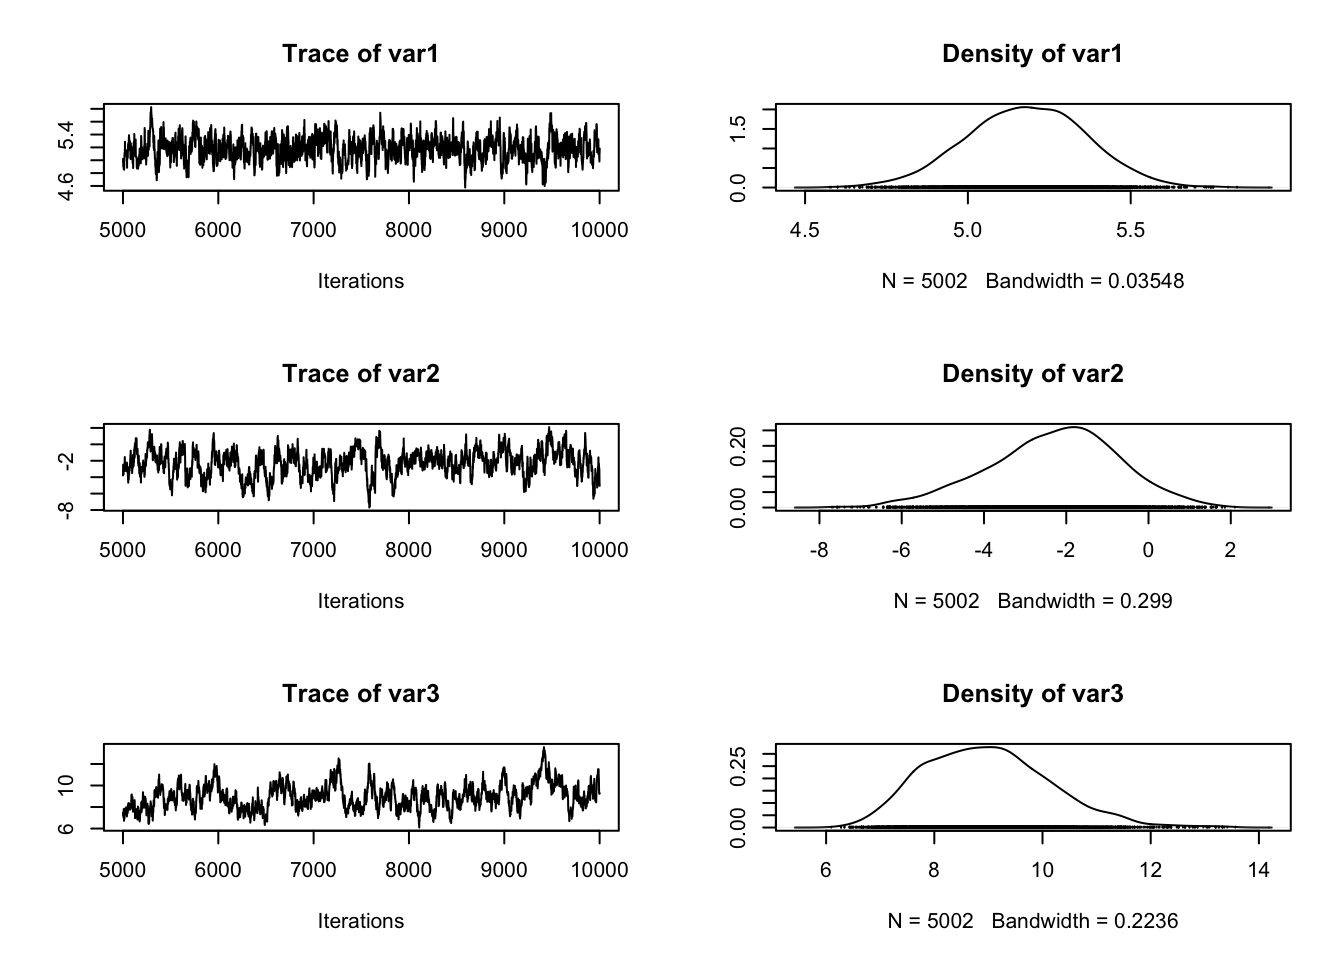 Trace of var1
4.6 5.4
5000 6000 7000 8000 9000 10000
Iterations
Density of var1
0.0 1.5
4.5 5.0 5.5
N = 5002 Bandwidth = 0.03548
Trace of var2
-8 -2
5000 6000 7000 8000 9000 10000
Iterations
Density of var2
0.00 0.20
-8 -6 -4 -2 0 2
N = 5002 Bandwidth = 0.299
Trace of var3
6 10
5000 6000 7000 8000 9000 10000
Iterations
Density of var3
0.00 0.25
6 8 10 12 14
N = 5002 Bandwidth = 0.2236